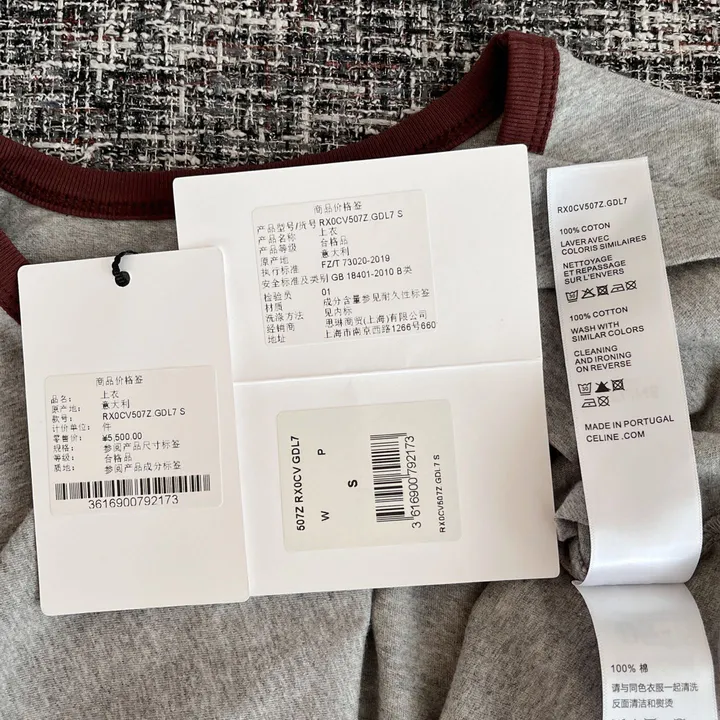 商品价格签
品名: 上衣
原产地: 意大利
款号: RX0CV507Z.GDL7 S
计价单位: 件
零售价: ¥5,500.00
规格: 参阅产品尺寸标签
等级: 合格品
质地: 参阅产品成分标签
3616900792173
商品价格签
产品型号/货号 RX0CV507Z.GDL7 S
产品名称 上衣
产品等级 合格品
原产地 意大利
执行标准 FZ/T 73020-2019
安全标准及类别 GB 18401-2010 B类
检验员 01
材质 成分含量参见耐久性标签
洗涤方法 见内标
经销商 思琳商贸(上海)有限公司
地址 上海市南京西路1266号660
507Z RX0CV GDL7
W S P
3 616900 792173
RX0CV507Z.GDL7 S
RX0CV507Z.GDL7
100% COTON
LAVER AVEC
COLORIS SIMILAIRES
NETTOYAGE
ET REPASSAGE
SUR L'ENVERS
100% COTTON
WASH WITH
SIMILAR COLORS
CLEANING
AND IRONING
ON REVERSE
MADE IN PORTUGAL
CELINE .COM
100% 棉
请与同色衣服一起清洗
反面清洁和熨烫